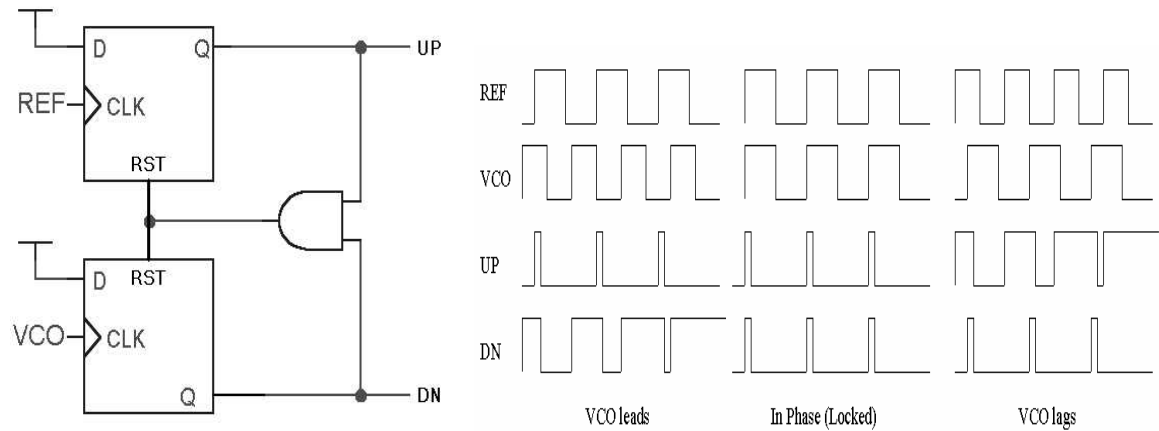 D
Q
UP
REF
CLK
RST
RST
D
VCO
CLK
Q
DN
REF
VCO
UP
DN
VCO leads
In Phase (Locked)
VCO lags